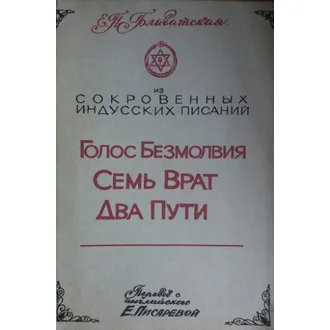 Е.П. Блаватская.
из
СОКРОВЕННЫХ
ИНДУССКИХ ПИСАНИЙ
ГОЛОС БЕЗМОЛВИЯ
СЕМЬ ВРАТ
ДВА ПУТИ
Перевод с
английского
Е. Писаревой